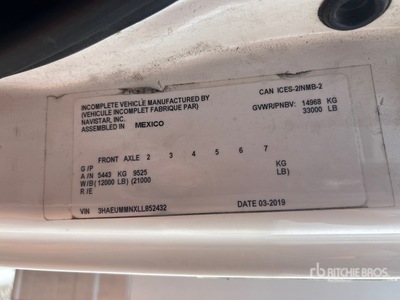 INCOMPLETE VEHICLE MANUFACTURED BY
(VEHICULE INCOMPLET FABRIQUE PAR)
NAVISTAR, INC.
ASSEMBLED IN MEXICO
CAN ICES-2/NMB-2
GVWR/PNBV: 14968 KG
33000 LB
FRONT AXLE 2 3 4 5 6 7
G/P
A/N 5443 KG 9525 KG
W/B(12000 LB)(21000 LB)
R/E
VIN 3HAEUMMNXLL852432
DATE 03-2019
rb RITCHIE BROS